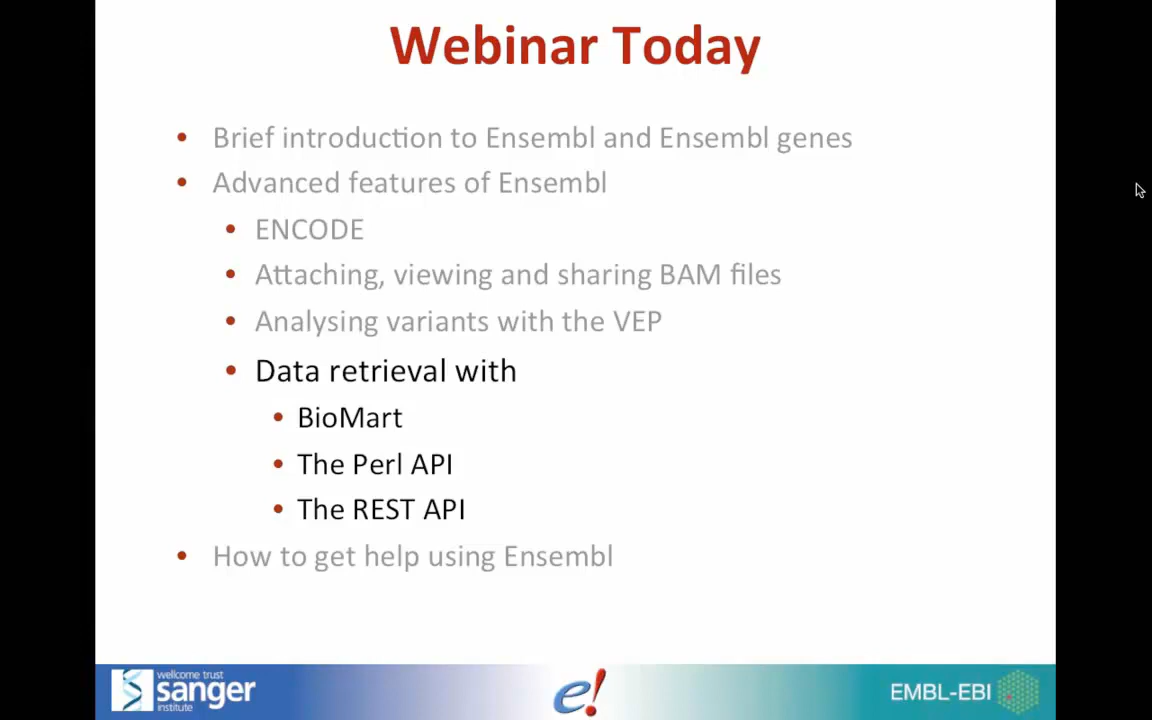 Webinar Today
• Brief introduction to Ensembl and Ensembl genes
• Advanced features of Ensembl
• ENCODE
• Attaching, viewing and sharing BAM files
• Analysing variants with the VEP
• Data retrieval with
• BioMart
• The Perl API
• The REST API
• How to get help using Ensembl
wellcome trust
sanger
institute
e!
EMBL-EBI